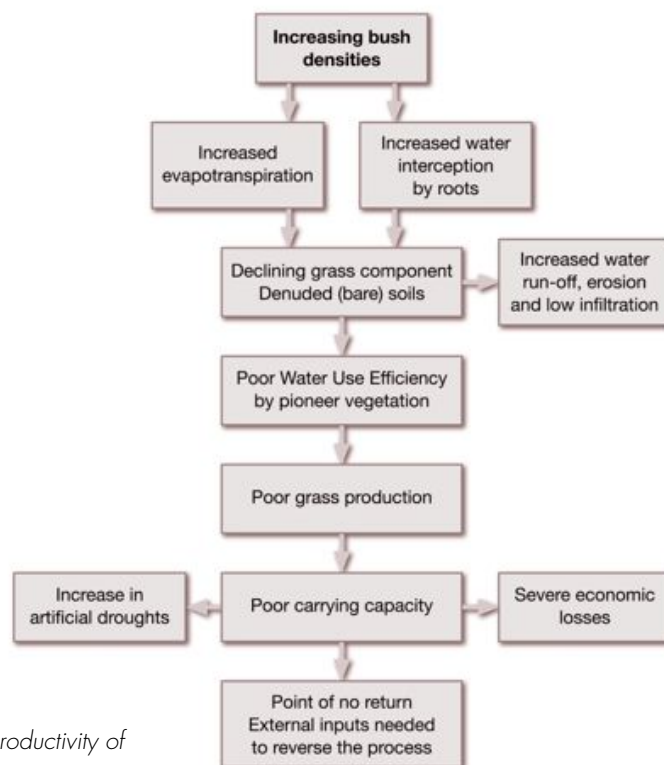 Increasing bush
densities
Increased
evapotranspiration
Increased water
interception
by roots
Declining grass component
Denuded (bare) soils
Increased water
run-off, erosion
and low infiltration
Poor Water Use Efficiency
by pioneer vegetation
Poor grass production
Increase in
artificial droughts
Poor carrying capacity
Severe economic
losses
Point of no return
External inputs needed
to reverse the process
roductivity of